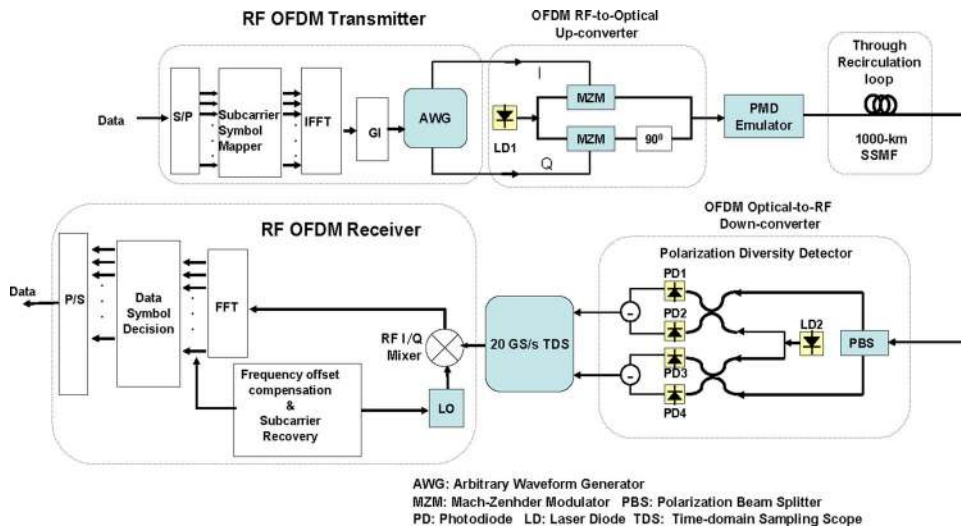 RF OFDM Transmitter
OFDM RF-to-Optical
Up-converter
Data
S/P
Subcarrier
Symbol
Mapper
IFFT
GI
AWG
I
Q
LD1
MZM
MZM
90⁰
PMD
Emulator
Through
Recirculation
loop
1000-km
SSMF
RF OFDM Receiver
OFDM Optical-to-RF
Down-converter
Polarization Diversity Detector
Data
P/S
Data
Symbol
Decision
FFT
RF I/Q
Mixer
LO
Frequency offset
compensation
&
Subcarrier
Recovery
20 GS/s TDS
-
-
PD1
PD2
PD3
PD4
LD2
PBS
AWG: Arbitrary Waveform Generator
MZM: Mach-Zenhder Modulator PBS: Polarization Beam Splitter
PD: Photodiode LD: Laser Diode TDS: Time-domain Sampling Scope